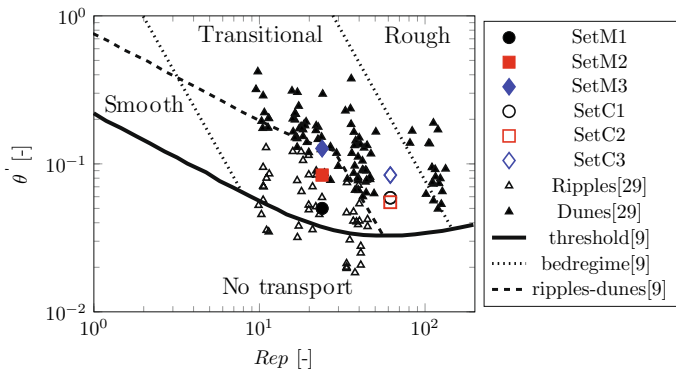 10^0
10^-1
10^-2
θ' [-]
Transitional
Rough
Smooth
No transport
10^0
10^1
10^2
Rep [-]
SetM1
SetM2
SetM3
SetC1
SetC2
SetC3
Ripples[29]
Dunes[29]
threshold[9]
bedregime[9]
ripples-dunes[9]